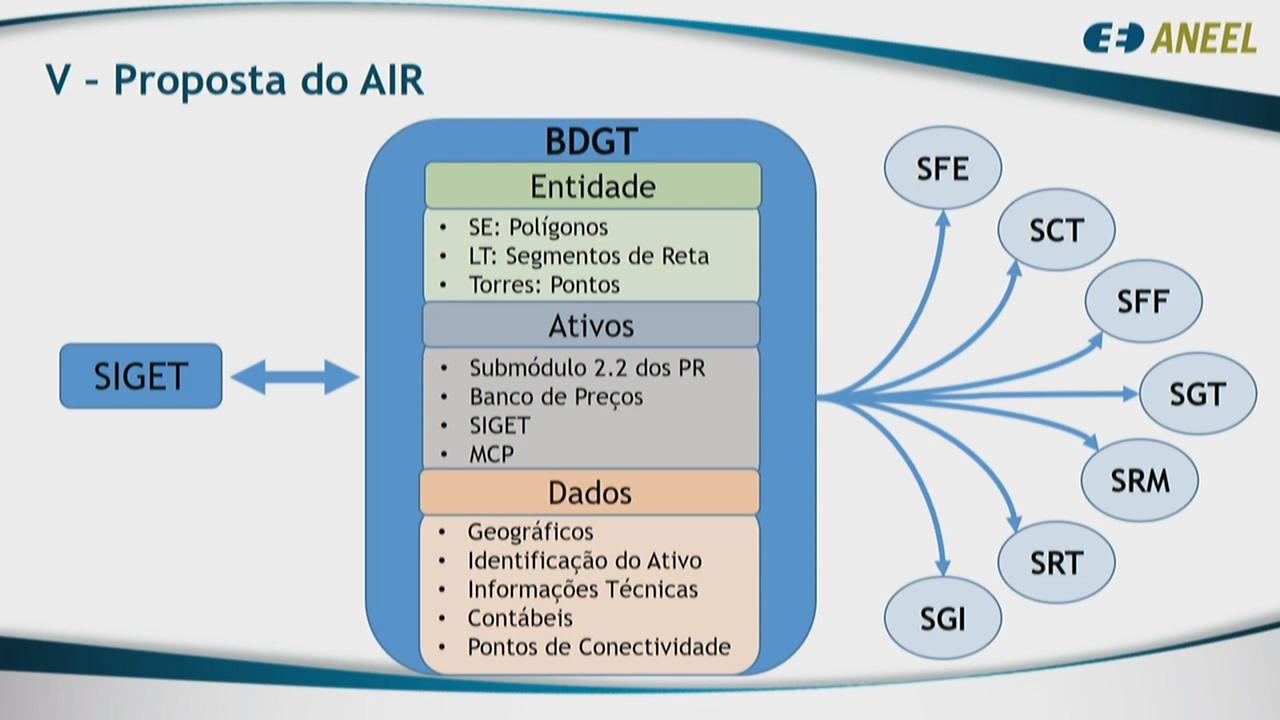 ANEEL
V – Proposta do AIR
BDGT
Entidade
• SE: Polígonos
• LT: Segmentos de Reta
• Torres: Pontos
Ativos
• Submódulo 2.2 dos PR
• Banco de Preços
• SIGET
• MCP
Dados
• Geográficos
• Identificação do Ativo
• Informações Técnicas
• Contábeis
• Pontos de Conectividade
SIGET
SFE
SCT
SFF
SGT
SRM
SRT
SGI